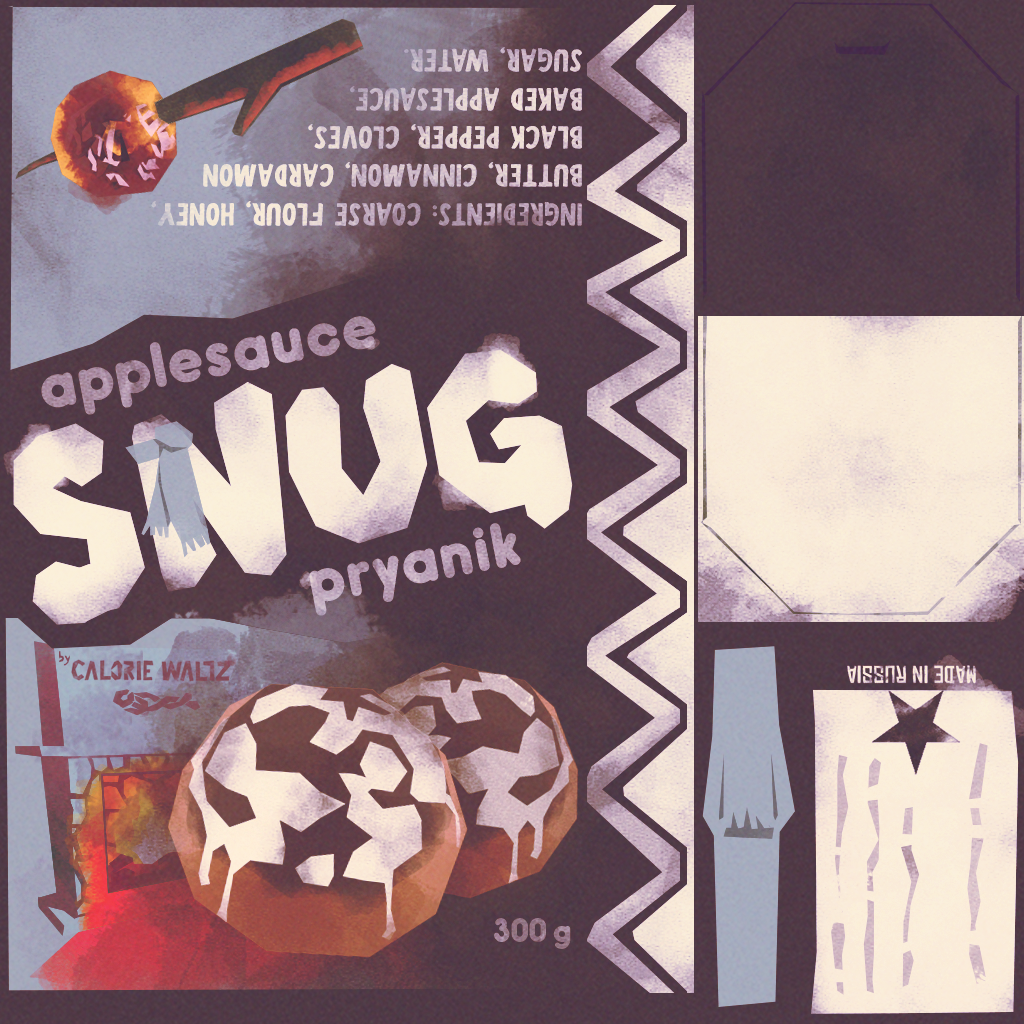 INGREDIENTS: COARSE FLOUR, HONEY,
BUTTER, CINNAMON, CARDAMON
BLACK PEPPER, CLOVES,
BAKED APPLESAUCE,
SUGAR, WATER.
applesauce
SNUG
pryanik
by CALORIE WALTZ
300 g
MADE IN RUSSIA